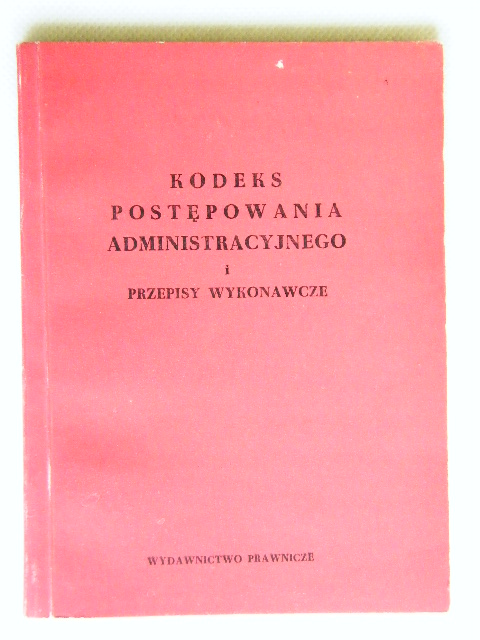 KODEKS
POSTĘPOWANIA
ADMINISTRACYJNEGO
i
PRZEPISY WYKONAWCZE
WYDAWNICTWO PRAWNICZE